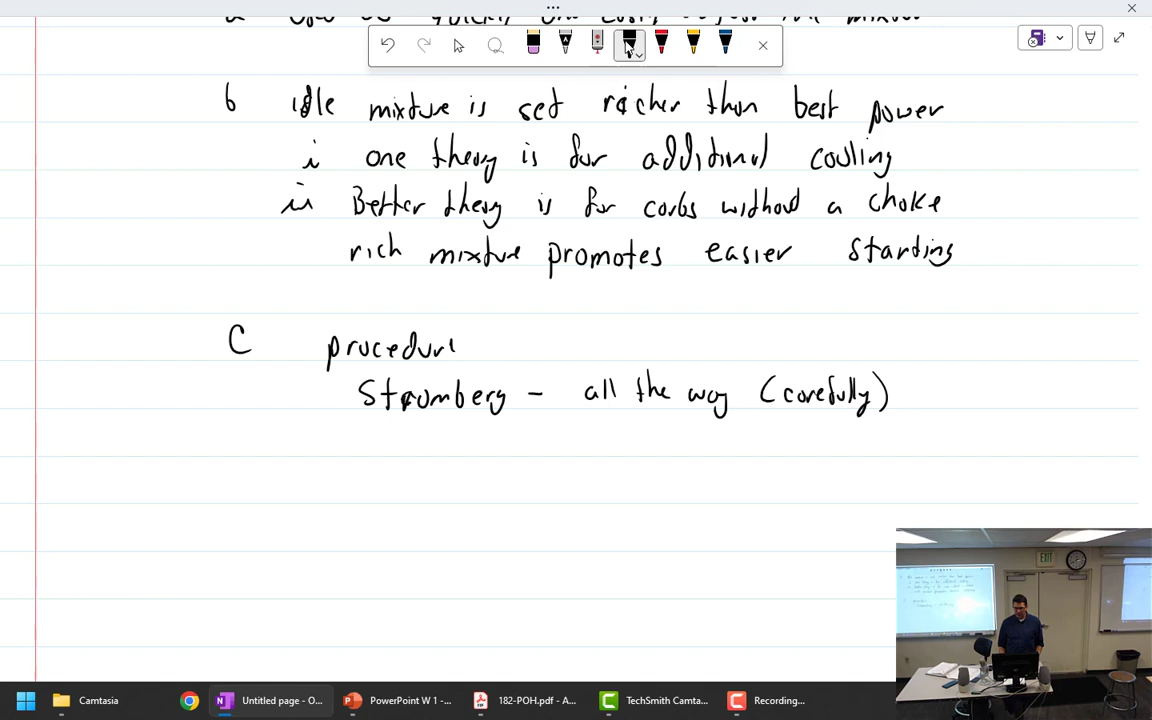 b idle mixture is set richer than best power
i one theory is for additional cooling
ii Better theory is for carbs without a choke
rich mixture promotes easier starting
C procedure
Stromberg - all the way (carefully)
EXIT
Camtasia
Untitled page - O...
PowerPoint W 1 -...
182-POH.pdf - A...
TechSmith Camta...
Recording...